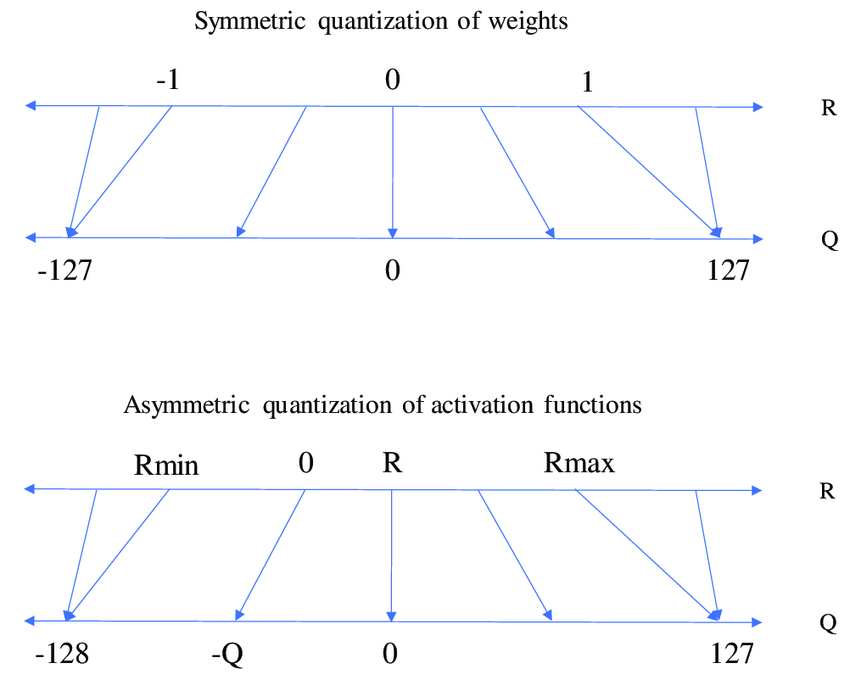 Symmetric quantization of weights
-1 0 1
R
Q
-127 0 127
Asymmetric quantization of activation functions
Rmin 0 R Rmax
R
Q
-128 -Q 0 127